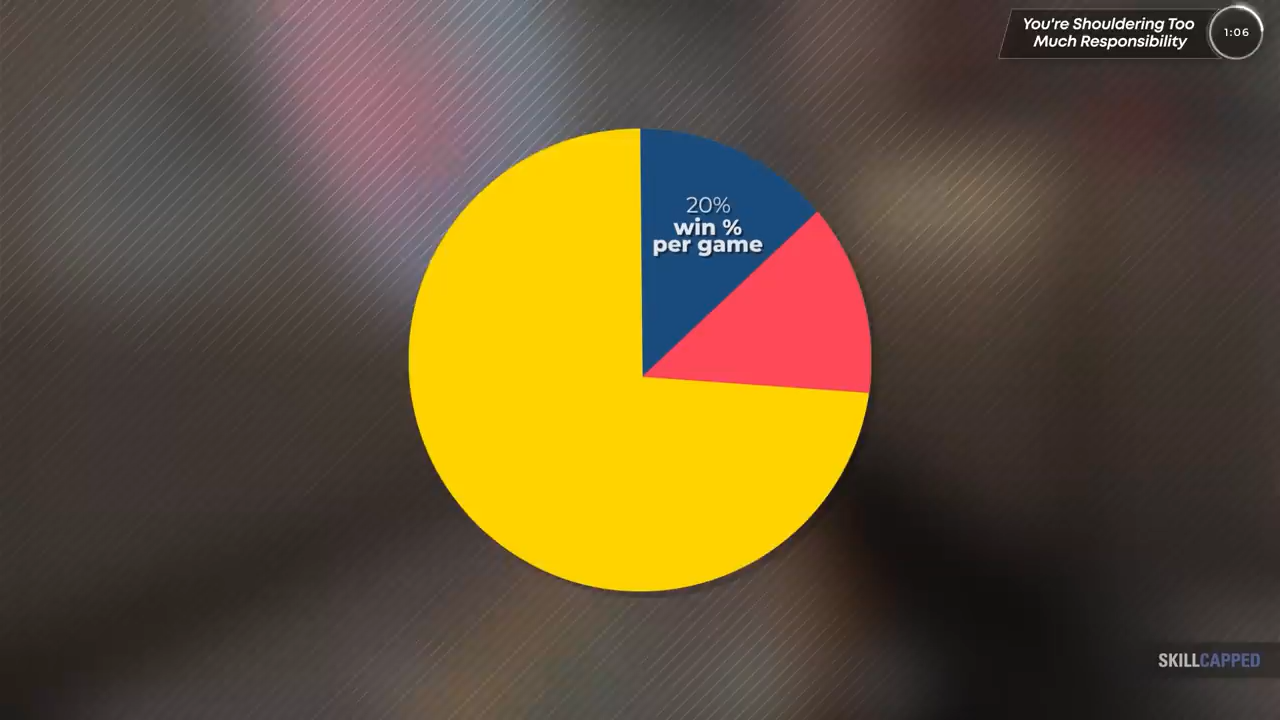 You're Shouldering Too
Much Responsibility
1:06
20%
win %
per game
SKILLCAPPED